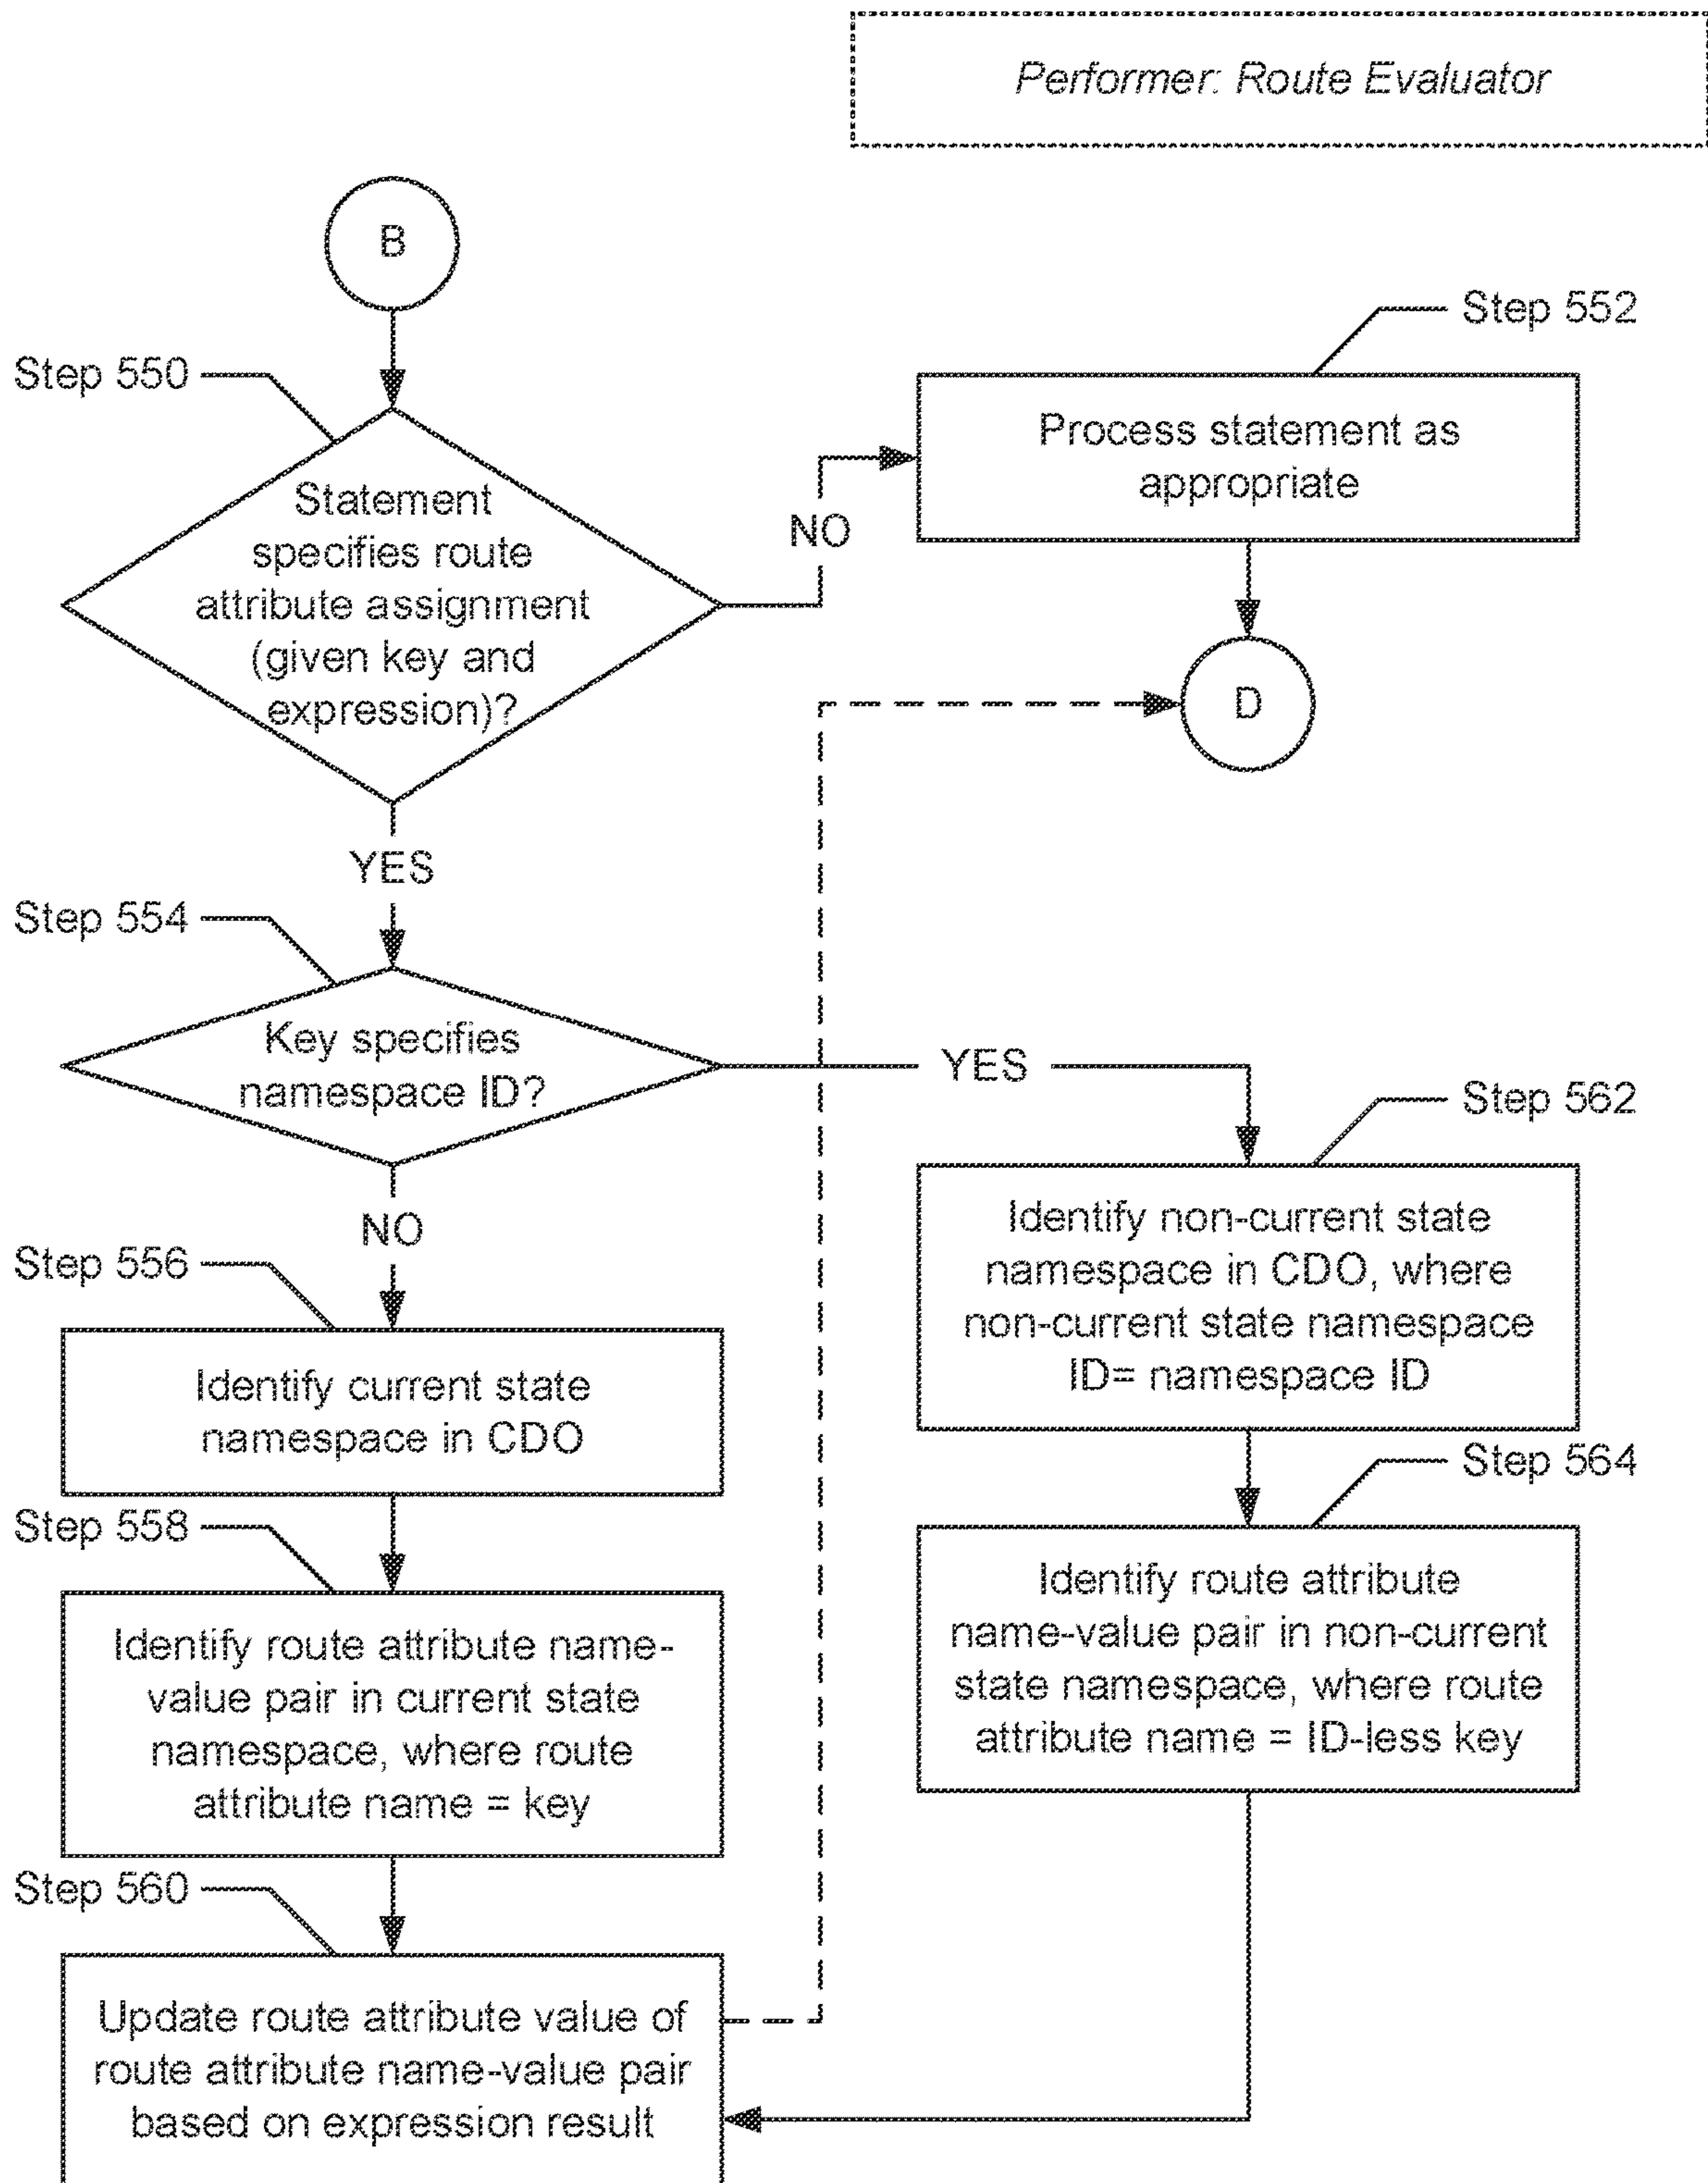 Performer: Route Evaluator
B
Step 550
Statement
specifies route
attribute assignment
(given key and
expression)?
NO
Step 552
Process statement as
appropriate
D
YES
Step 554
Key specifies
namespace ID?
YES
NO
Step 556
Identify current state
namespace in CDO
Step 558
Identify route attribute name-
value pair in current state
namespace, where route
attribute name = key
Step 560
Update route attribute value of
route attribute name-value pair
based on expression result
Step 562
Identify non-current state
namespace in CDO, where
non-current state namespace
ID= namespace ID
Step 564
Identify route attribute
name-value pair in non-current
state namespace, where route
attribute name = ID-less key